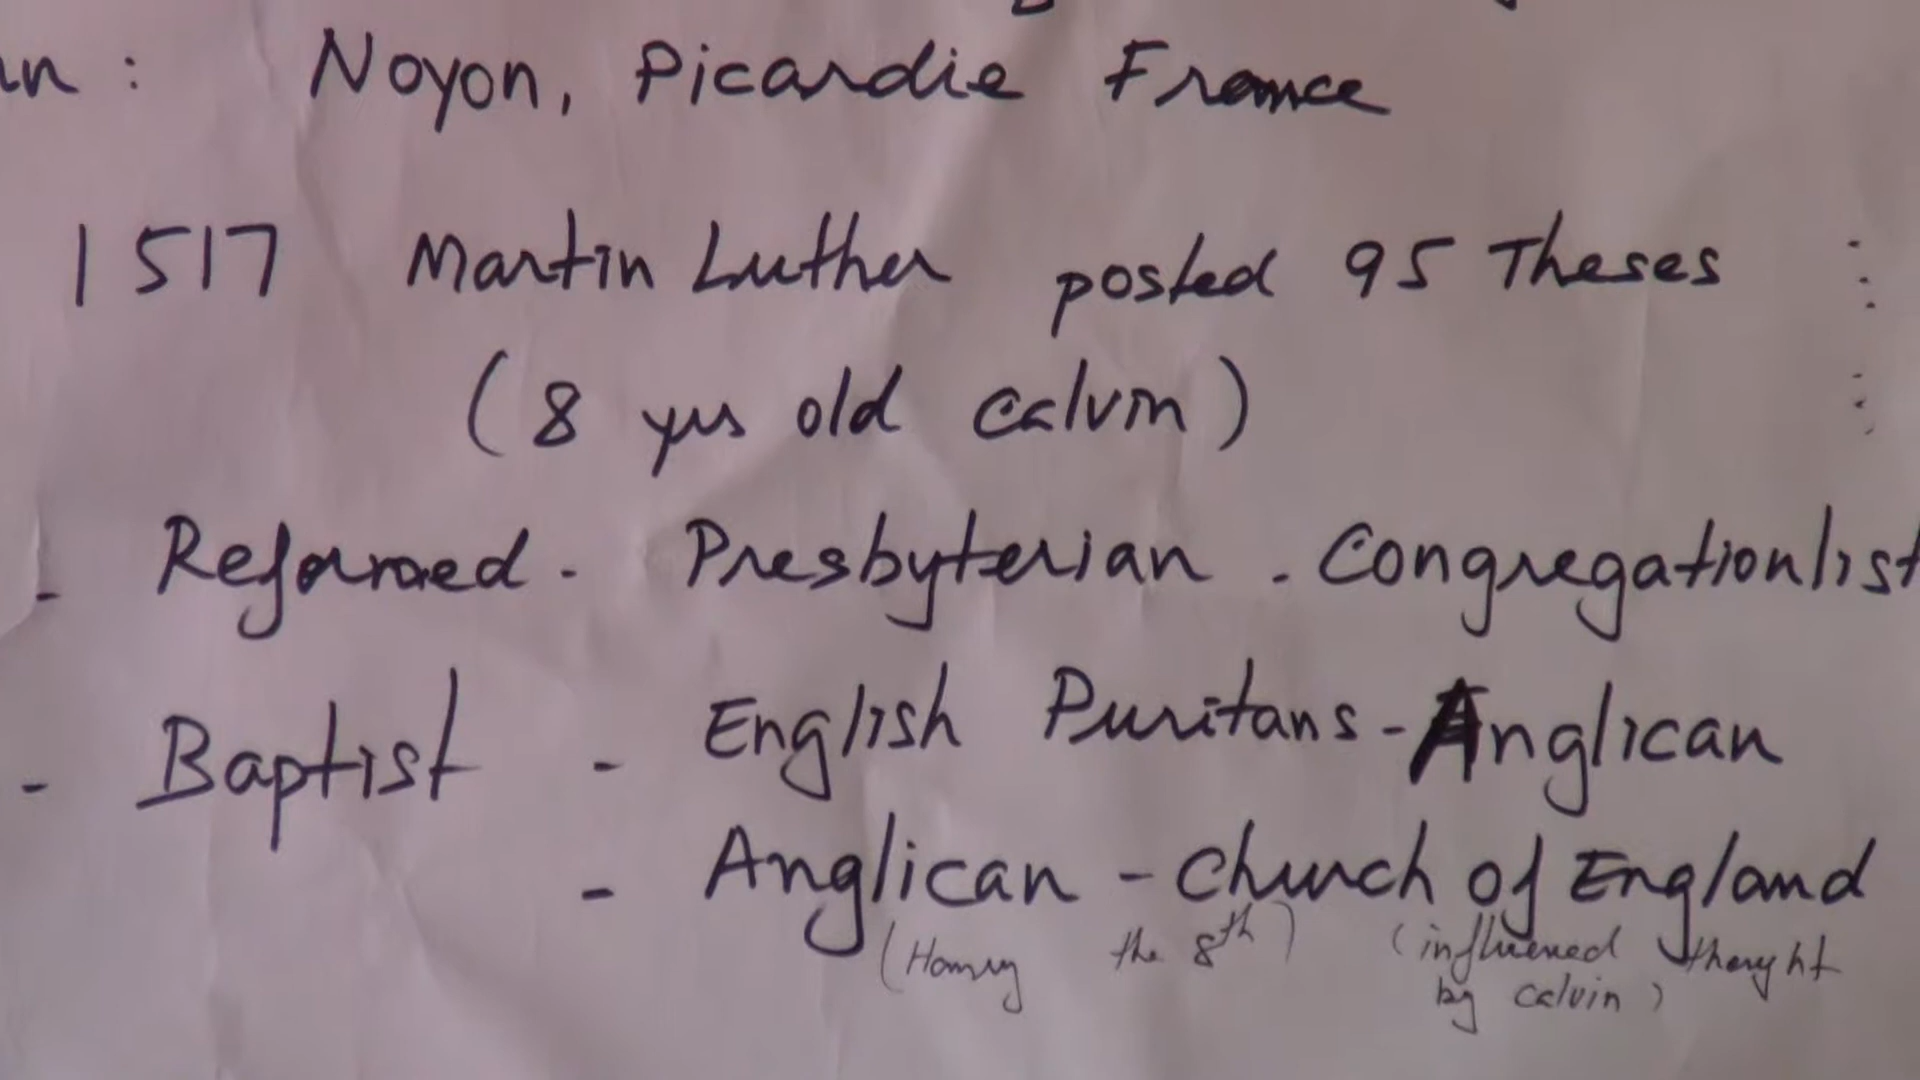 in : Noyon, Picardie France
1517 Martin Luther posted 95 Theses
(8 yrs old Calvin)
- Reformed - Presbyterian - Congregationlist
- Baptist - English Puritans - Anglican
- Anglican - Church of England
(Henry the 8th) (influened thought
by Calvin)